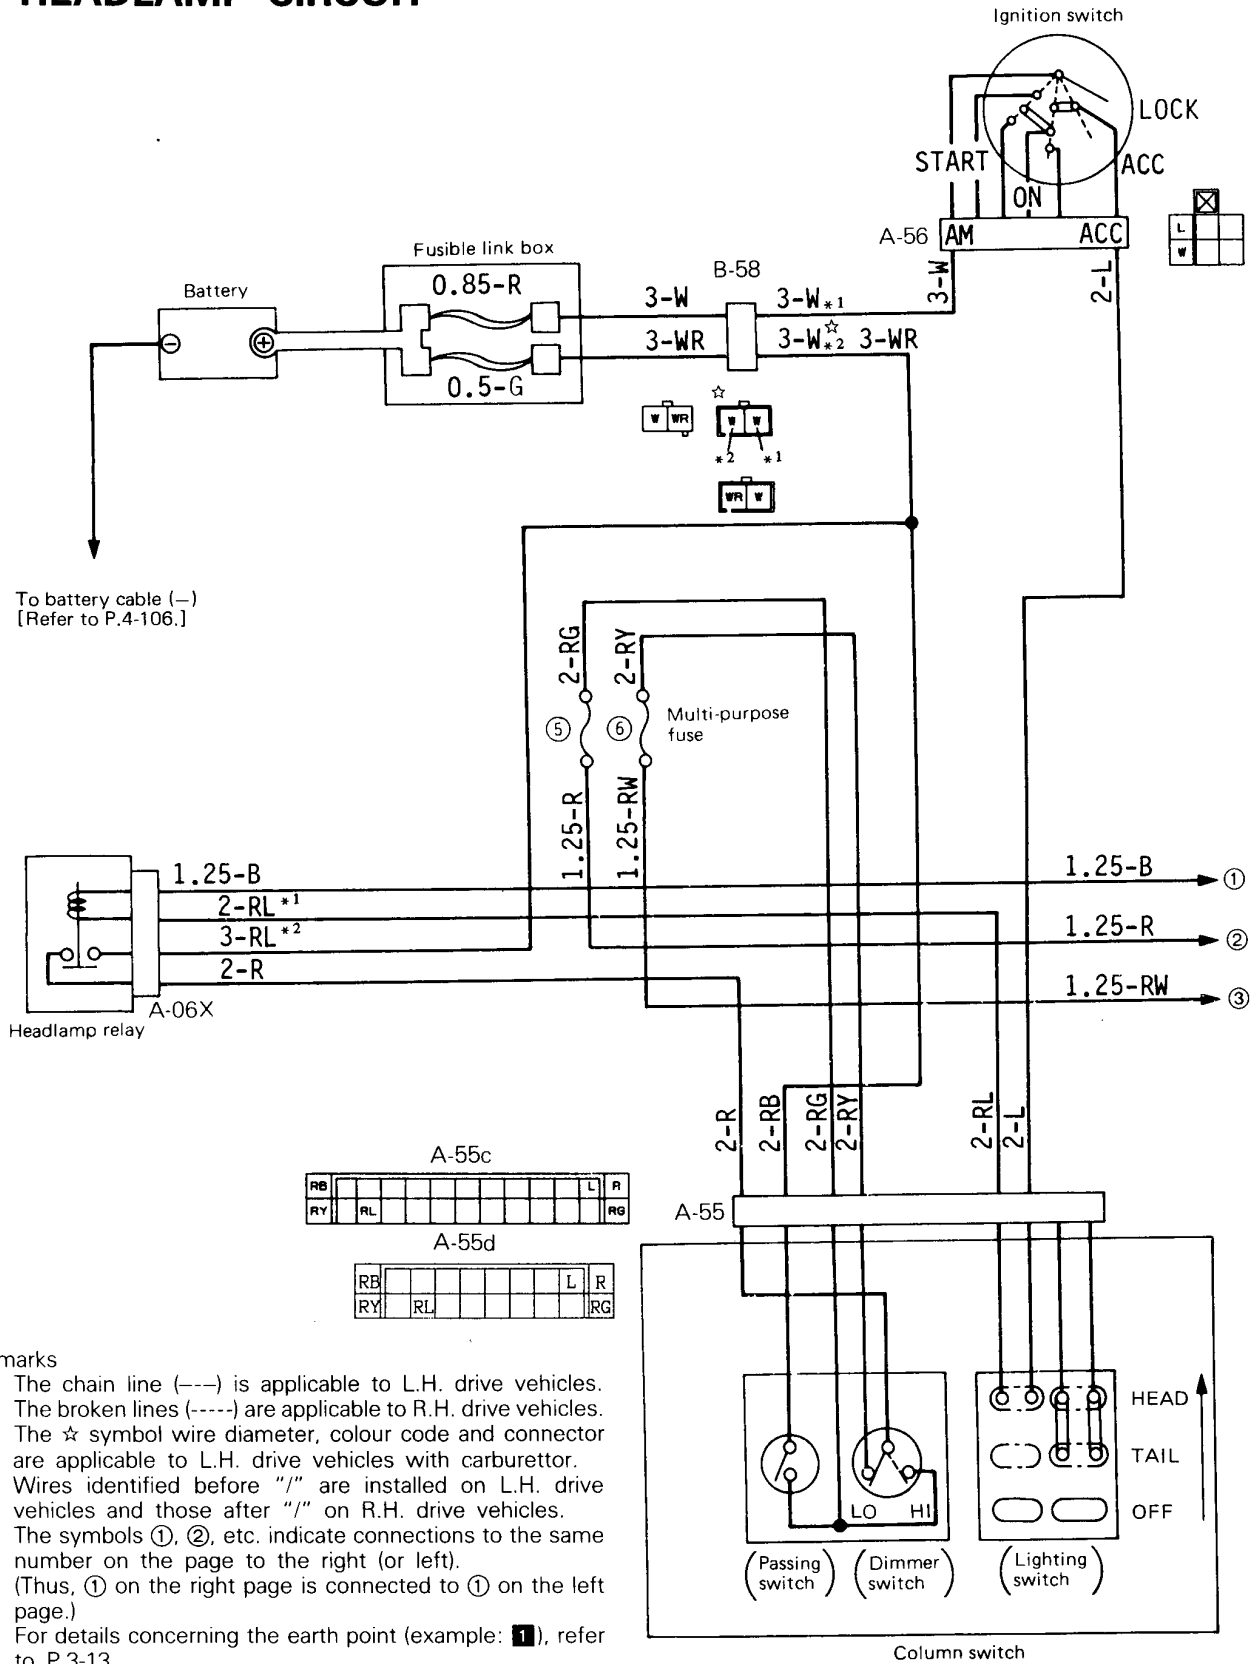 HEADLAMP CIRCUIT
Ignition switch
LOCK
START
ACC
ON
A-56
AM
ACC
L
W
3-W
2-L
Fusible link box
Battery
0.85-R
0.5-G
B-58
3-W
3-W*1
3-WR
3-W☆*2
3-WR
☆
W WR
W W
*2
*1
WR W
To battery cable (−)
[Refer to P.4-106.]
2-RG
2-RY
⑤
⑥
Multi-purpose
fuse
1.25-R
1.25-RW
1.25-B
1.25-B
①
2-RL*1
3-RL*2
1.25-R
②
2-R
1.25-RW
③
A-06X
Headlamp relay
2-R
2-RB
2-RG
2-RY
2-RL
2-L
A-55c
RB L R
RY RL RG
A-55
A-55d
RB L R
RY RL RG
marks
The chain line (–--–) is applicable to L.H. drive vehicles.
The broken lines (-----) are applicable to R.H. drive vehicles.
The ☆ symbol wire diameter, colour code and connector
are applicable to L.H. drive vehicles with carburettor.
Wires identified before "/" are installed on L.H. drive
vehicles and those after "/" on R.H. drive vehicles.
The symbols ①, ②, etc. indicate connections to the same
number on the page to the right (or left).
(Thus, ① on the right page is connected to ① on the left
page.)
For details concerning the earth point (example: 1), refer
to P.3-13
HEAD
TAIL
OFF
LO
HI
(Passing
switch)
(Dimmer
switch)
(Lighting
switch)
Column switch